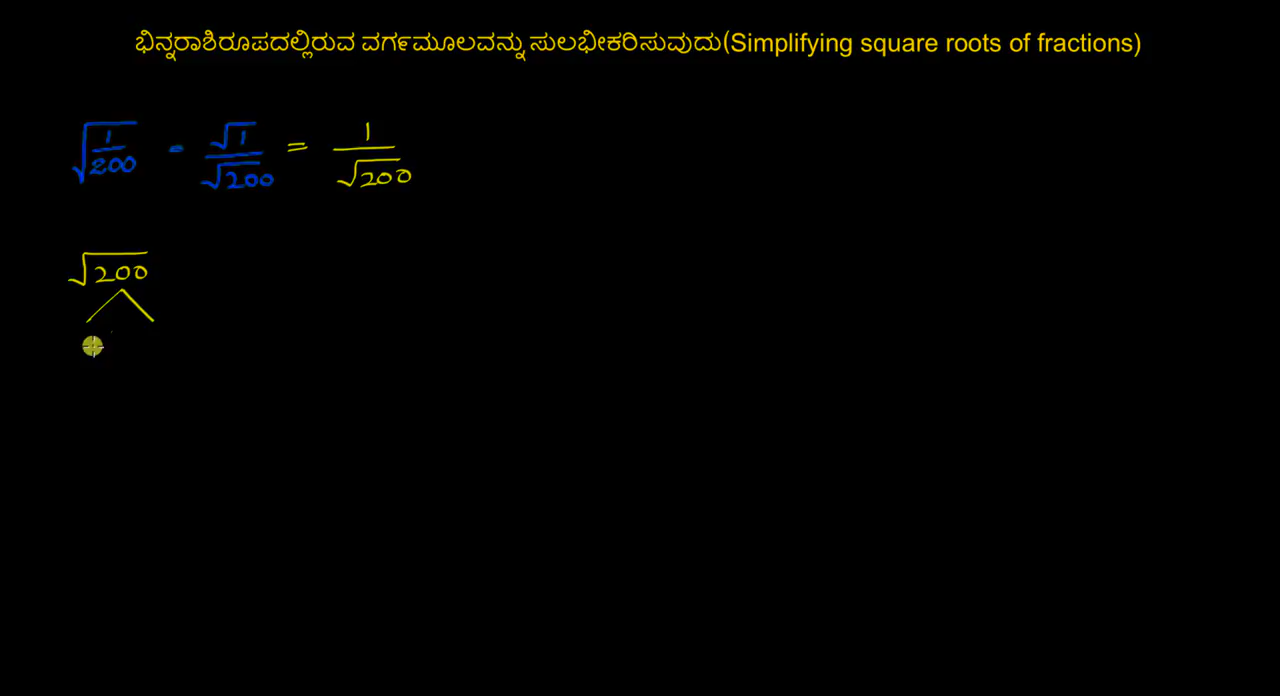 ಭಿನ್ನರಾಶಿರೂಪದಲ್ಲಿರುವ ವರ್ಗಮೂಲವನ್ನು ಸುಲಭೀಕರಿಸುವುದು(Simplifying square roots of fractions)
√(1/200) = √1/√200 = 1/√200
√200